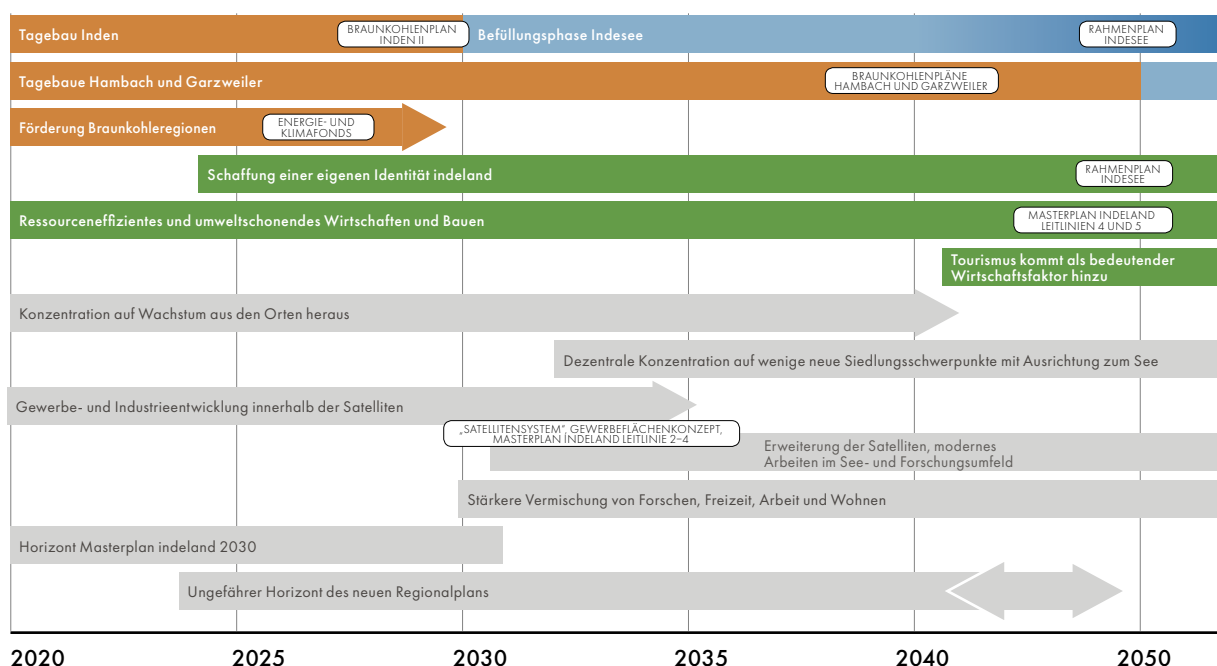 Tagebau Inden
BRAUNKOHLENPLAN
INDEN II
Befüllungsphase Indesee
RAHMENPLAN
INDESEE
Tagebaue Hambach und Garzweiler
BRAUNKOHLENPLÄNE
HAMBACH UND GARZWEILER
Förderung Braunkohleregionen
ENERGIE- UND
KLIMAFONDS
Schaffung einer eigenen Identität indeland
RAHMENPLAN
INDESEE
Ressourceneffizientes und umweltschonendes Wirtschaften und Bauen
MASTERPLAN INDELAND
LEITLINIEN 4 UND 5
Tourismus kommt als bedeutender
Wirtschaftsfaktor hinzu
Konzentration auf Wachstum aus den Orten heraus
Dezentrale Konzentration auf wenige neue Siedlungsschwerpunkte mit Ausrichtung zum See
Gewerbe- und Industrieentwicklung innerhalb der Satelliten
„SATELLITENSYSTEM“, GEWERBEFLÄCHENKONZEPT,
MASTERPLAN INDELAND LEITLINIE 2–4
Erweiterung der Satelliten, modernes
Arbeiten im See- und Forschungsumfeld
Stärkere Vermischung von Forschen, Freizeit, Arbeit und Wohnen
Horizont Masterplan indeland 2030
Ungefährer Horizont des neuen Regionalplans
2020 2025 2030 2035 2040 2050